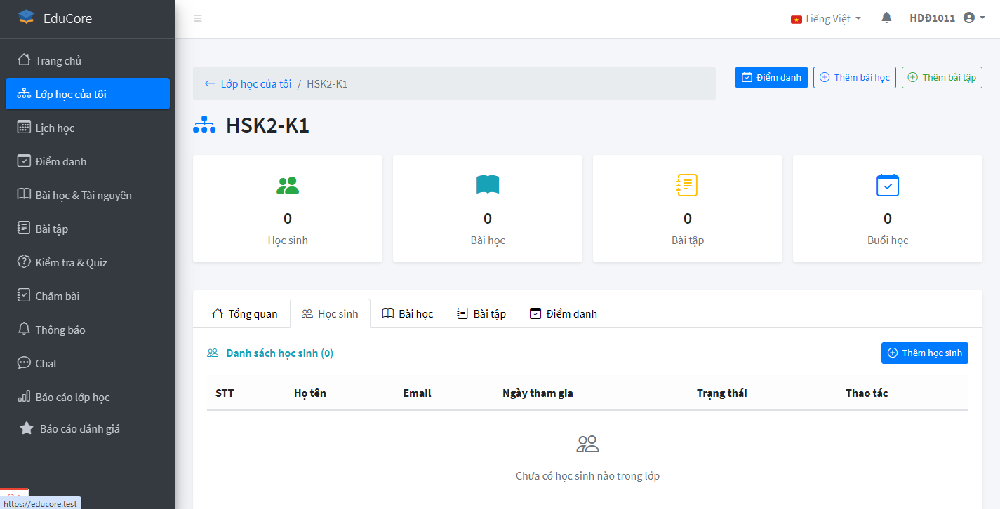 EduCore
Tiếng Việt
HDĐ1011
Trang chủ
Lớp học của tôi
Lịch học
Điểm danh
Bài học & Tài nguyên
Bài tập
Kiểm tra & Quiz
Chấm bài
Thông báo
Chat
Báo cáo lớp học
Báo cáo đánh giá
https://educore.test
Lớp học của tôi / HSK2-K1
Điểm danh
Thêm bài học
Thêm bài tập
HSK2-K1
0
Học sinh
0
Bài học
0
Bài tập
0
Buổi học
Tổng quan
Học sinh
Bài học
Bài tập
Điểm danh
Danh sách học sinh (0)
Thêm học sinh
STT Họ tên Email Ngày tham gia Trạng thái Thao tác
Chưa có học sinh nào trong lớp